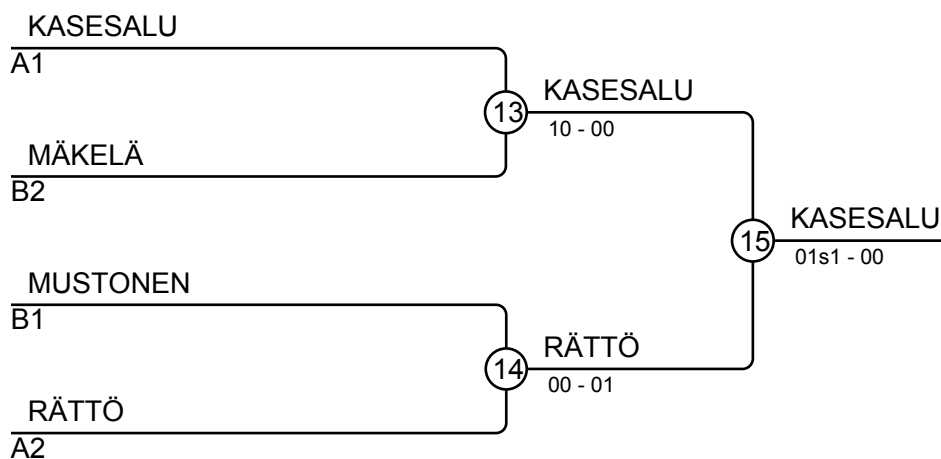 KASESALU
A1
13
KASESALU
10 - 00
MÄKELÄ
B2
15
KASESALU
01s1 - 00
MUSTONEN
B1
14
RÄTTÖ
00 - 01
RÄTTÖ
A2